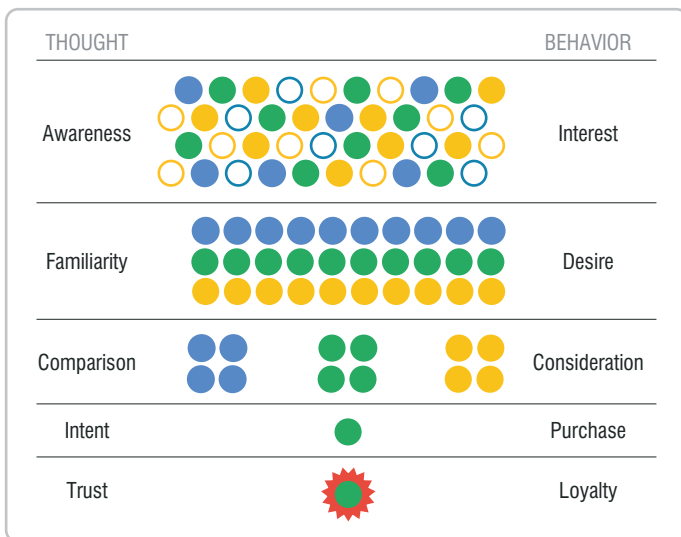 THOUGHT BEHAVIOR
Awareness Interest
Familiarity Desire
Comparison Consideration
Intent Purchase
Trust Loyalty